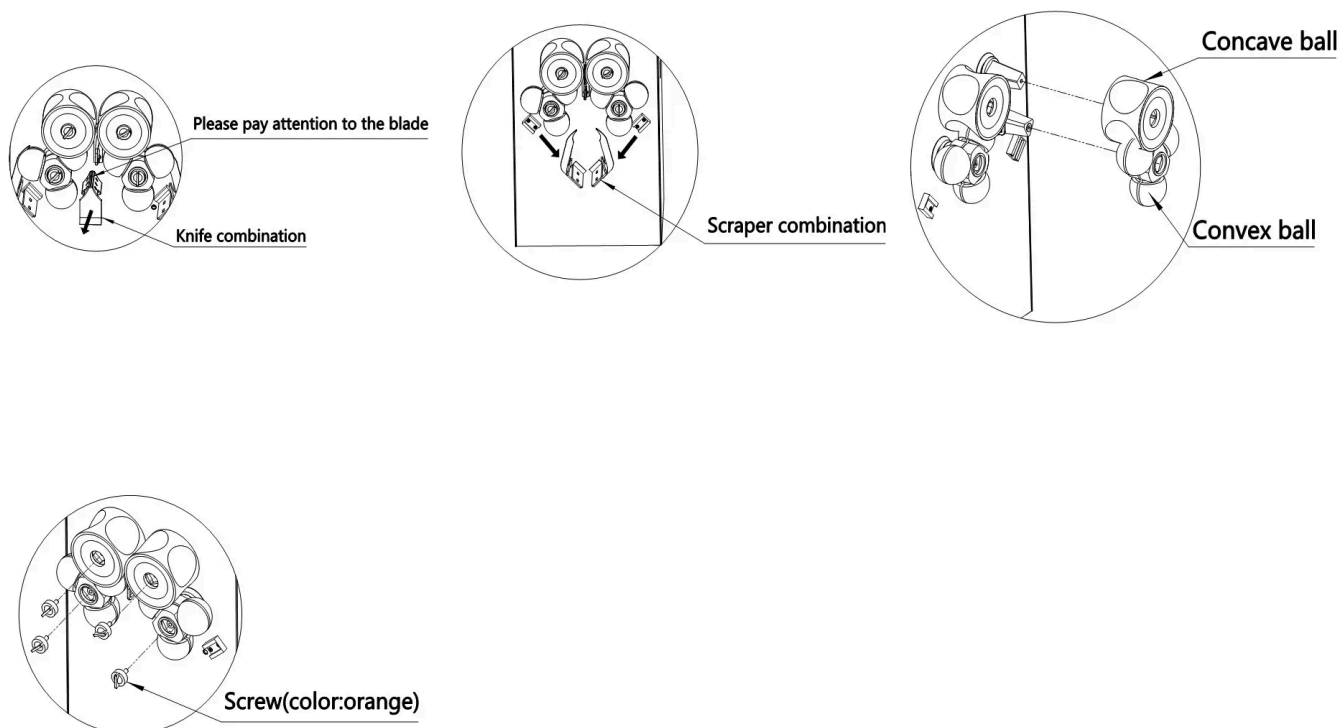 Please pay attention to the blade
Knife combination
Scraper combination
Concave ball
Convex ball
Screw(color:orange)